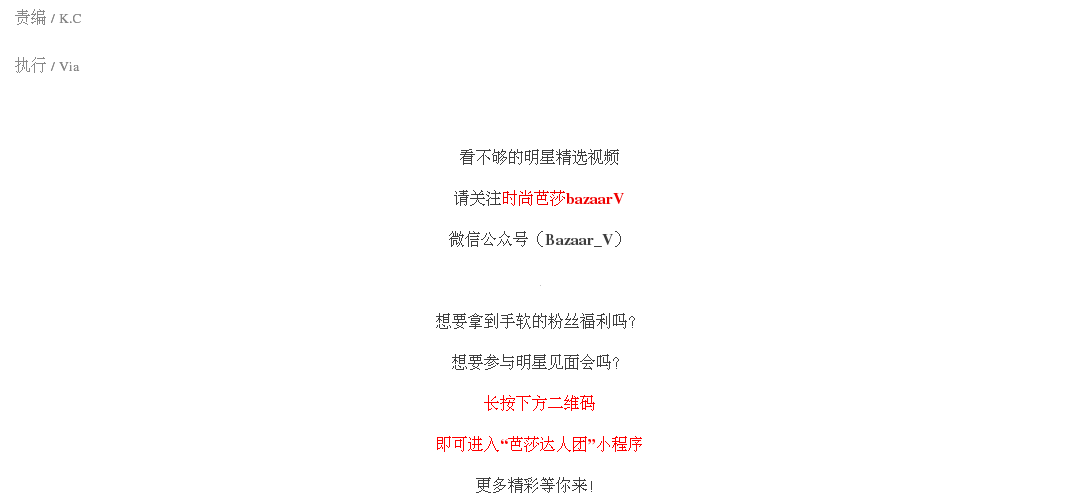 责编 / K.C
执行 / Via
看不够的明星精选视频
请关注时尚芭莎bazaarV
微信公众号（Bazaar_V）
想要拿到手软的粉丝福利吗?
想要参与明星见面会吗?
长按下方二维码
即可进入“芭莎达人团”小程序
更多精彩等你来!